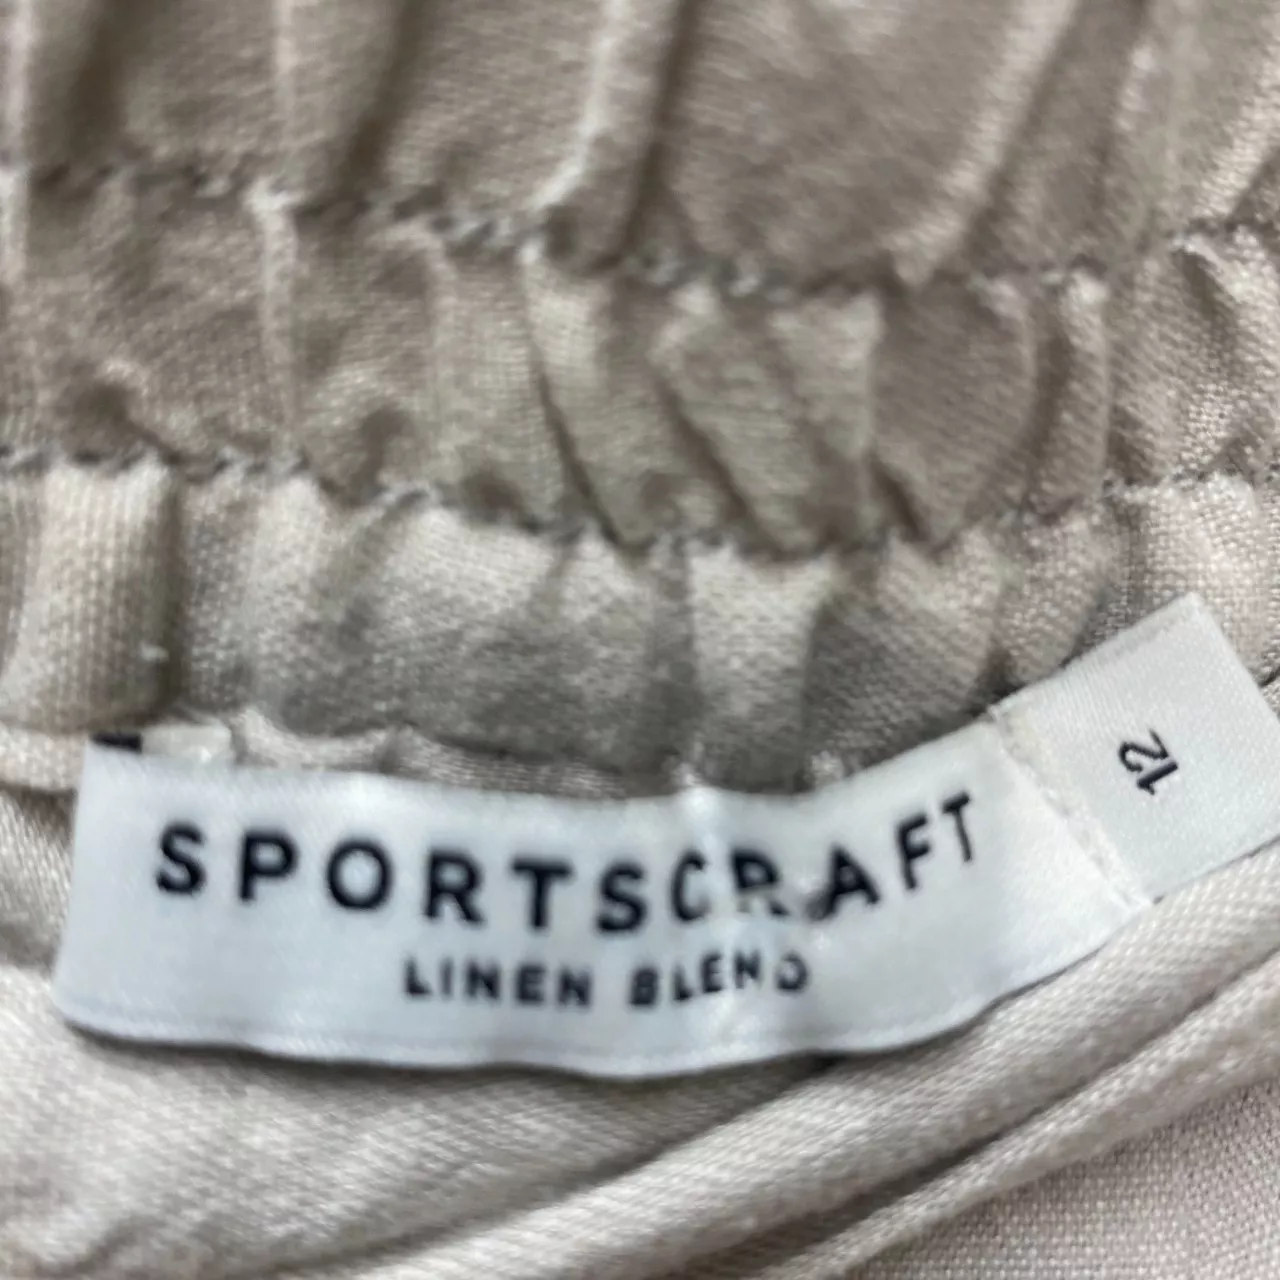 SPORTSCRAFT
LINEN BLEND
12